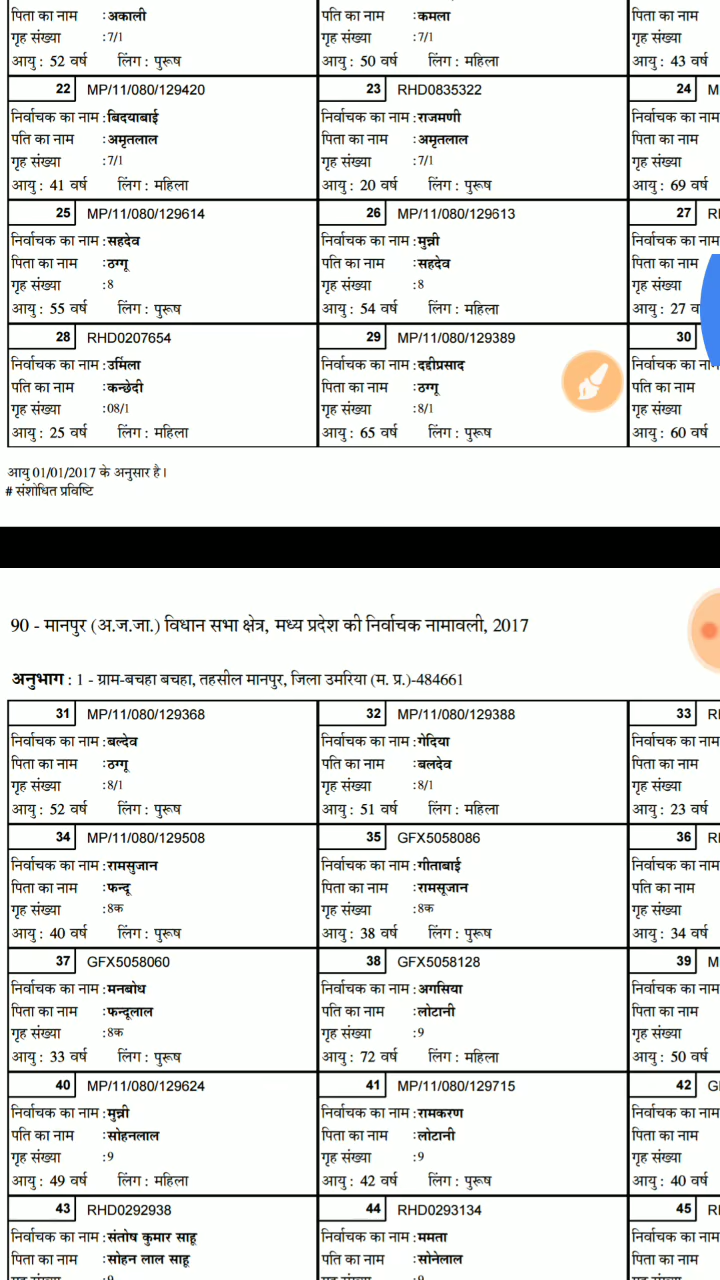 पिता का नाम : अकाली पति का नाम : कमला पिता का नाम
गृह संख्या : 7/1 गृह संख्या : 7/1 गृह संख्या
आयु : 52 वर्ष लिंग : पुरूष आयु : 50 वर्ष लिंग : महिला आयु : 43 वर्ष
22 MP/11/080/129420 23 RHD0835322 24 M
निर्वाचक का नाम : बिदयाबाई निर्वाचक का नाम : राजमणी निर्वाचक का नाम
पति का नाम : अमृतलाल पिता का नाम : अमृतलाल पिता का नाम
गृह संख्या : 7/1 गृह संख्या : 7/1 गृह संख्या
आयु : 41 वर्ष लिंग : महिला आयु : 20 वर्ष लिंग : पुरूष आयु : 69 वर्ष
25 MP/11/080/129614 26 MP/11/080/129613 27 R
निर्वाचक का नाम : सहदेव निर्वाचक का नाम : मुन्नी निर्वाचक का नाम
पिता का नाम : ठग्गू पति का नाम : सहदेव पिता का नाम
गृह संख्या : 8 गृह संख्या : 8 गृह संख्या
आयु : 55 वर्ष लिंग : पुरूष आयु : 54 वर्ष लिंग : महिला आयु : 27
28 RHD0207654 29 MP/11/080/129389 30
निर्वाचक का नाम : उर्मिला निर्वाचक का नाम : दद्दीप्रसाद निर्वाचक का
पति का नाम : कन्छेदी पिता का नाम : ठग्गू पति का नाम
गृह संख्या : 08/1 गृह संख्या : 8/1 गृह संख्या
आयु : 25 वर्ष लिंग : महिला आयु : 65 वर्ष लिंग : पुरूष आयु : 60 वर्ष
आयु 01/01/2017 के अनुसार है।
# संशोधित प्रविष्टि
90 - मानपुर (अ.ज.जा.) विधान सभा क्षेत्र, मध्य प्रदेश की निर्वाचक नामावली, 2017
अनुभाग : 1 - ग्राम-बचहा बचहा, तहसील मानपुर, जिला उमरिया (म. प्र.)-484661
31 MP/11/080/129368 32 MP/11/080/129388 33 R
निर्वाचक का नाम : बल्देव निर्वाचक का नाम : गेदिया निर्वाचक का नाम
पिता का नाम : ठग्गू पति का नाम : बलदेव पिता का नाम
गृह संख्या : 8/1 गृह संख्या : 8/1 गृह संख्या
आयु : 52 वर्ष लिंग : पुरूष आयु : 51 वर्ष लिंग : महिला आयु : 23 वर्ष
34 MP/11/080/129508 35 GFX5058086 36 R
निर्वाचक का नाम : रामसुजान निर्वाचक का नाम : गीताबाई निर्वाचक का नाम
पिता का नाम : फन्दू पिता का नाम : रामसूजान पति का नाम
गृह संख्या : 8क गृह संख्या : 8क गृह संख्या
आयु : 40 वर्ष लिंग : पुरूष आयु : 38 वर्ष लिंग : पुरूष आयु : 34 वर्ष
37 GFX5058060 38 GFX5058128 39 M
निर्वाचक का नाम : मनबोध निर्वाचक का नाम : अगसिया निर्वाचक का नाम
पिता का नाम : फन्दूलाल पति का नाम : लोटानी पिता का नाम
गृह संख्या : 8क गृह संख्या : 9 गृह संख्या
आयु : 33 वर्ष लिंग : पुरूष आयु : 72 वर्ष लिंग : महिला आयु : 50 वर्ष
40 MP/11/080/129624 41 MP/11/080/129715 42 G
निर्वाचक का नाम : मुन्नी निर्वाचक का नाम : रामकरण निर्वाचक का नाम
पति का नाम : सोहनलाल पिता का नाम : लोटानी पिता का नाम
गृह संख्या : 9 गृह संख्या : 9 गृह संख्या
आयु : 49 वर्ष लिंग : महिला आयु : 42 वर्ष लिंग : पुरूष आयु : 40 वर्ष
43 RHD0292938 44 RHD0293134 45 R
निर्वाचक का नाम : संतोष कुमार साहू निर्वाचक का नाम : ममता निर्वाचक का नाम
पिता का नाम : सोहन लाल साहू पति का नाम : सोनेलाल पिता का नाम